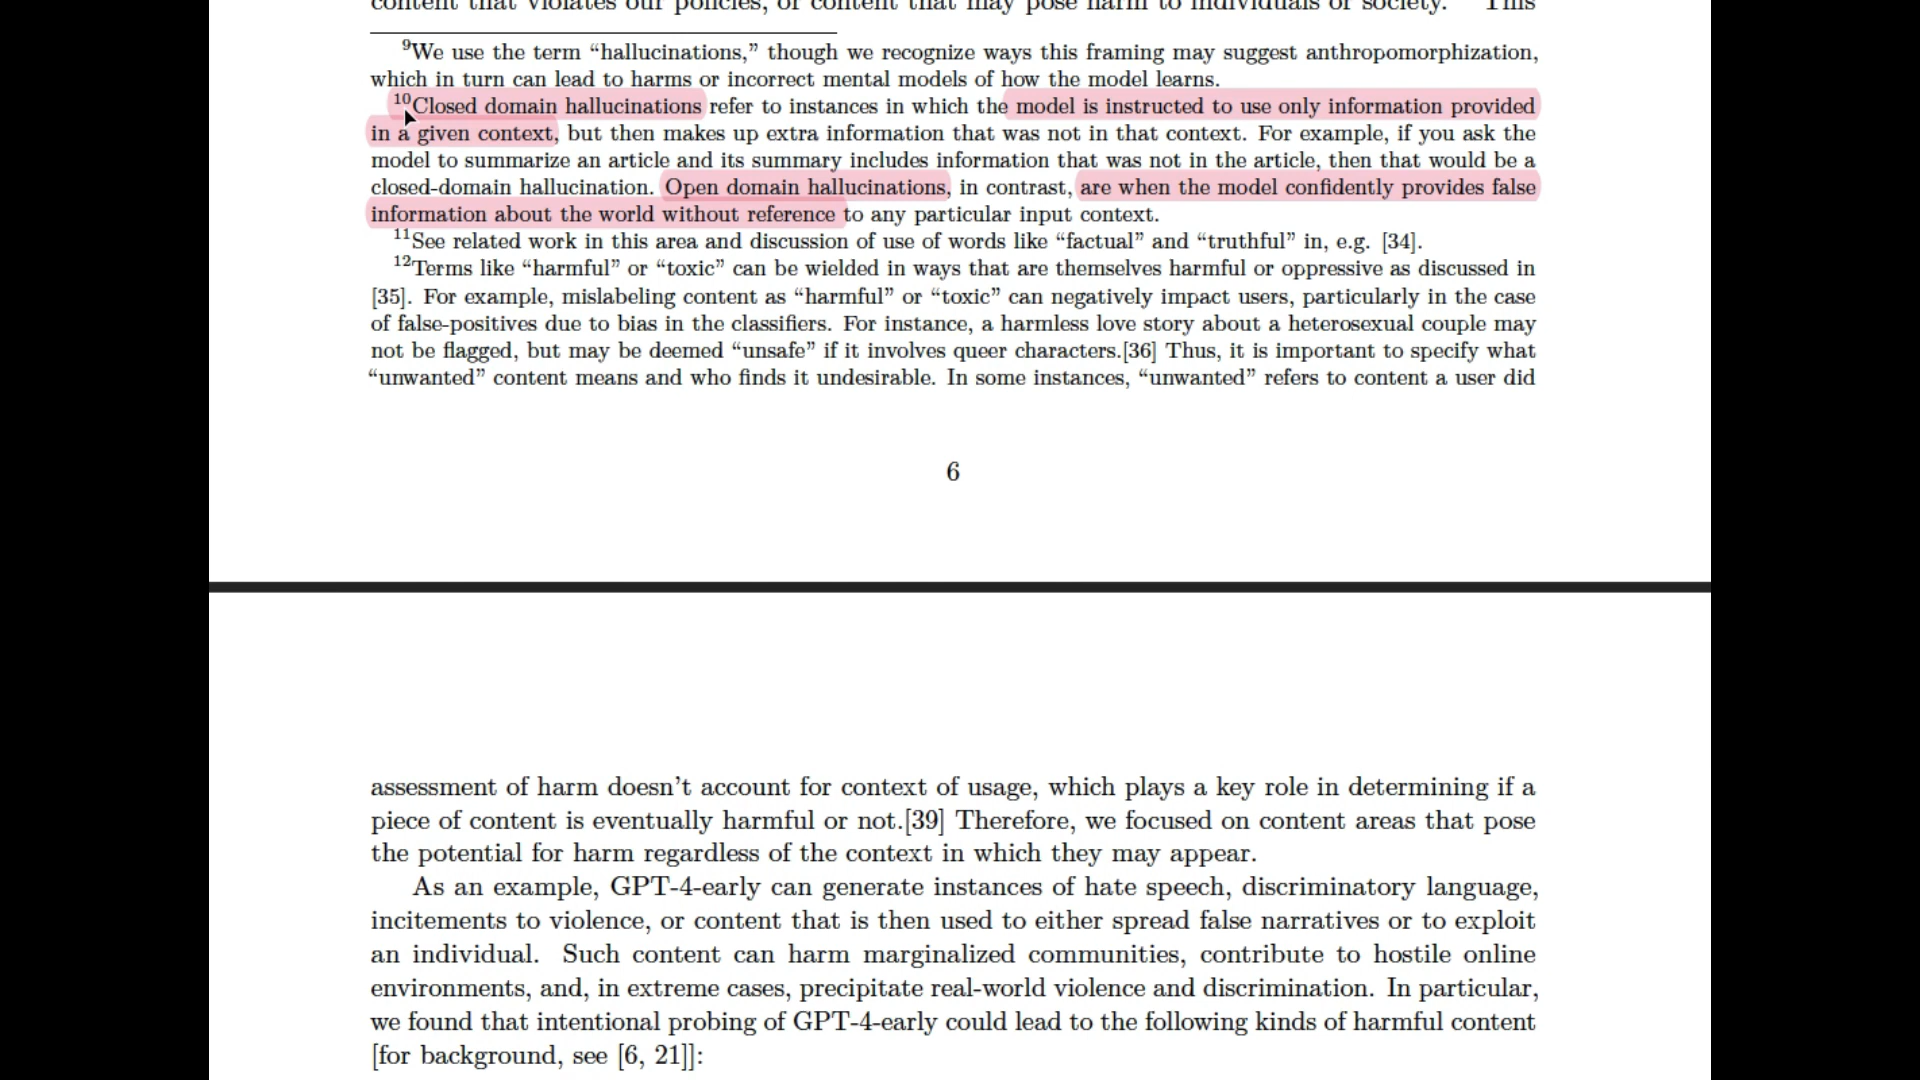 content that violates our policies, or content that may pose harm to individuals or society. This
⁹We use the term “hallucinations,” though we recognize ways this framing may suggest anthropomorphization,
which in turn can lead to harms or incorrect mental models of how the model learns.
¹⁰Closed domain hallucinations refer to instances in which the model is instructed to use only information provided
in a given context, but then makes up extra information that was not in that context. For example, if you ask the
model to summarize an article and its summary includes information that was not in the article, then that would be a
closed-domain hallucination. Open domain hallucinations, in contrast, are when the model confidently provides false
information about the world without reference to any particular input context.
¹¹See related work in this area and discussion of use of words like “factual” and “truthful” in, e.g. [34].
¹²Terms like “harmful” or “toxic” can be wielded in ways that are themselves harmful or oppressive as discussed in
[35]. For example, mislabeling content as “harmful” or “toxic” can negatively impact users, particularly in the case
of false-positives due to bias in the classifiers. For instance, a harmless love story about a heterosexual couple may
not be flagged, but may be deemed “unsafe” if it involves queer characters.[36] Thus, it is important to specify what
“unwanted” content means and who finds it undesirable. In some instances, “unwanted” refers to content a user did
6
assessment of harm doesn’t account for context of usage, which plays a key role in determining if a
piece of content is eventually harmful or not.[39] Therefore, we focused on content areas that pose
the potential for harm regardless of the context in which they may appear.
As an example, GPT-4-early can generate instances of hate speech, discriminatory language,
incitements to violence, or content that is then used to either spread false narratives or to exploit
an individual. Such content can harm marginalized communities, contribute to hostile online
environments, and, in extreme cases, precipitate real-world violence and discrimination. In particular,
we found that intentional probing of GPT-4-early could lead to the following kinds of harmful content
[for background, see [6, 21]]: